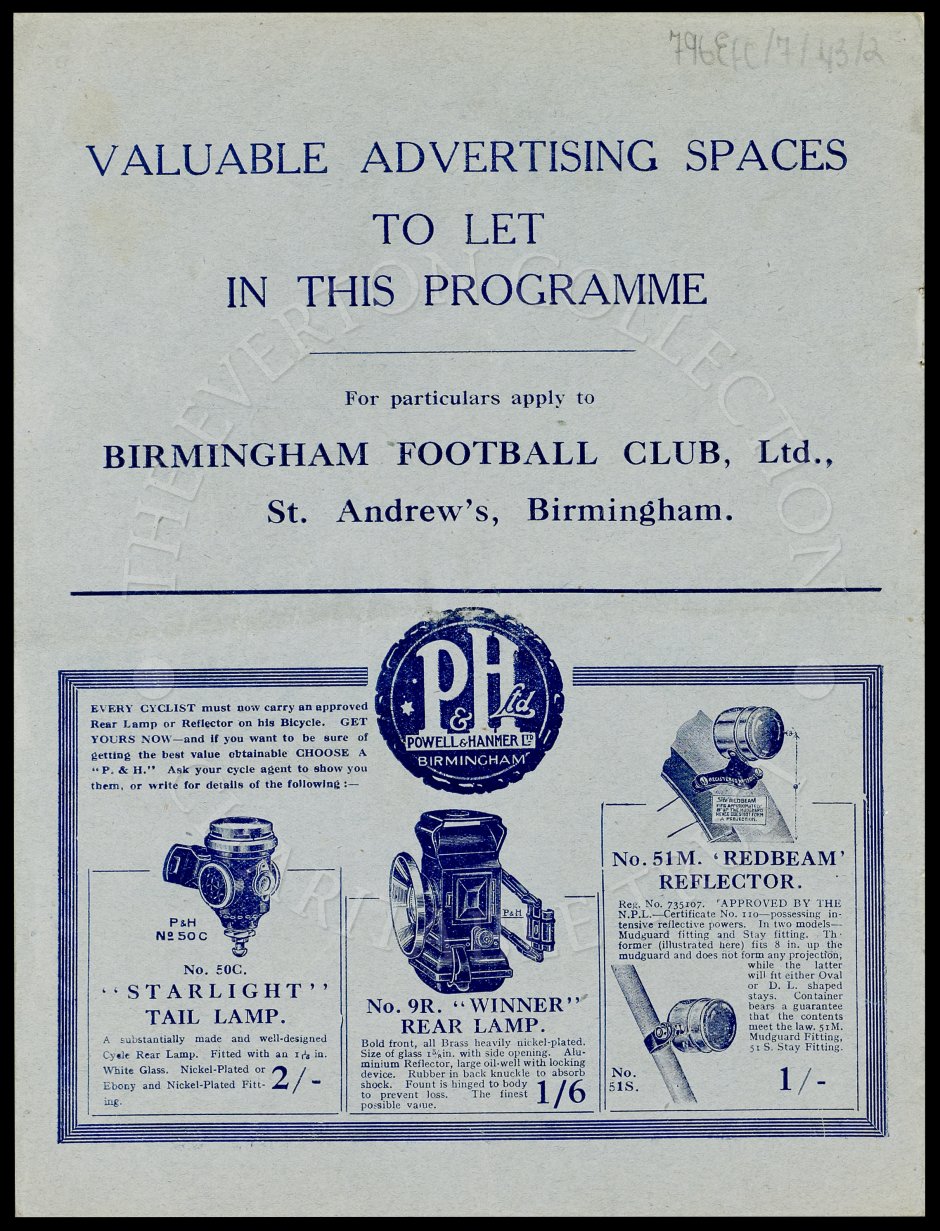 796EFC/7/43/2
VALUABLE ADVERTISING SPACES
TO LET
IN THIS PROGRAMME
For particulars apply to
BIRMINGHAM FOOTBALL CLUB, Ltd.,
St. Andrew's, Birmingham.
THE EVERTON COLLECTION
CHARITABLE TRUST
P & H Ltd.
POWELL & HANMER LTD
BIRMINGHAM
EVERY CYCLIST must now carry an approved
Rear Lamp or Reflector on his Bicycle. GET
YOURS NOW—and if you want to be sure of
getting the best value obtainable CHOOSE A
"P. & H." Ask your cycle agent to show you
them, or write for details of the following :—
P&H
No 50C
No. 50C.
"STARLIGHT"
TAIL LAMP.
A substantially made and well-designed
Cycle Rear Lamp. Fitted with an in.
White Glass. Nickel-Plated or
Ebony and Nickel-Plated Fitt-
ing.
2/-
P&H
No. 9R. "WINNER"
REAR LAMP.
Bold front, all Brass heavily nickel-plated.
Size of glass in. with side opening. Alu-
minium Reflector, large oil-well with locking
device. Rubber in back knuckle to absorb
shock. Fount is hinged to body
to prevent loss. The finest
possible value.
1/6
REDBEAM
No. 51M. 'REDBEAM'
REFLECTOR.
Reg. No. 735107. 'APPROVED BY THE
N.P.L.—Certificate No. 110—possessing in-
tensive reflective powers. In two models—
Mudguard fitting and Stay fitting. Th
former (illustrated here) fits 8 in. up the
mudguard and does not form any projection,
while the latter
will fit either Oval
or D. L. shaped
stays. Container
bears a guarantee
that the contents
meet the law. 51M.
Mudguard Fitting,
51 S. Stay Fitting.
No.
51S.
1/-